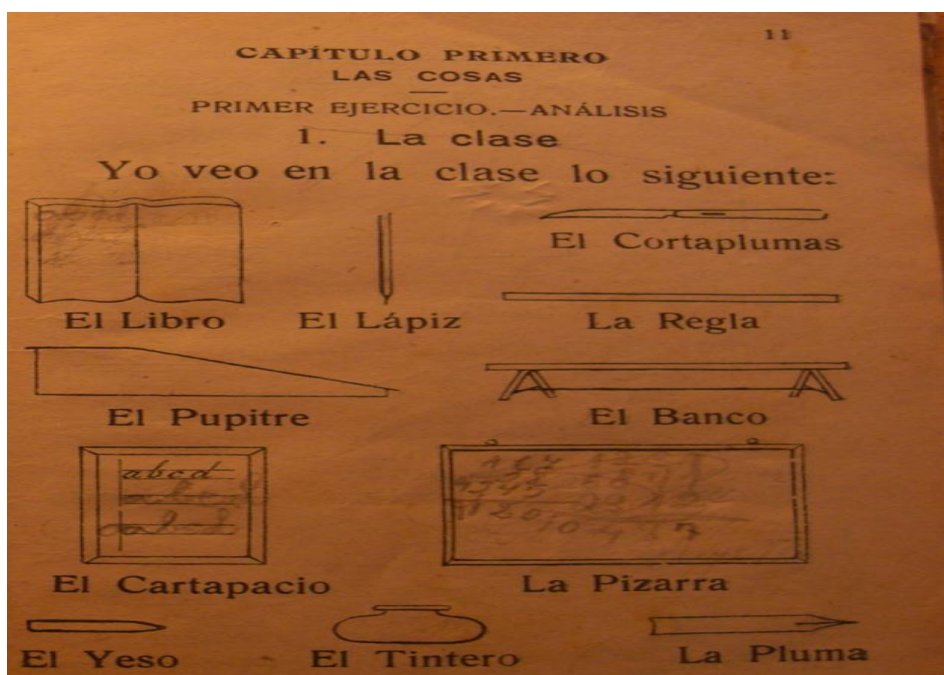 11
CAPÍTULO PRIMERO
LAS COSAS
PRIMER EJERCICIO.—ANÁLISIS
1. La clase
Yo veo en la clase lo siguiente:
El Cortaplumas
El Libro El Lápiz La Regla
El Pupitre El Banco
abcd
El Cartapacio La Pizarra
El Yeso El Tintero La Pluma